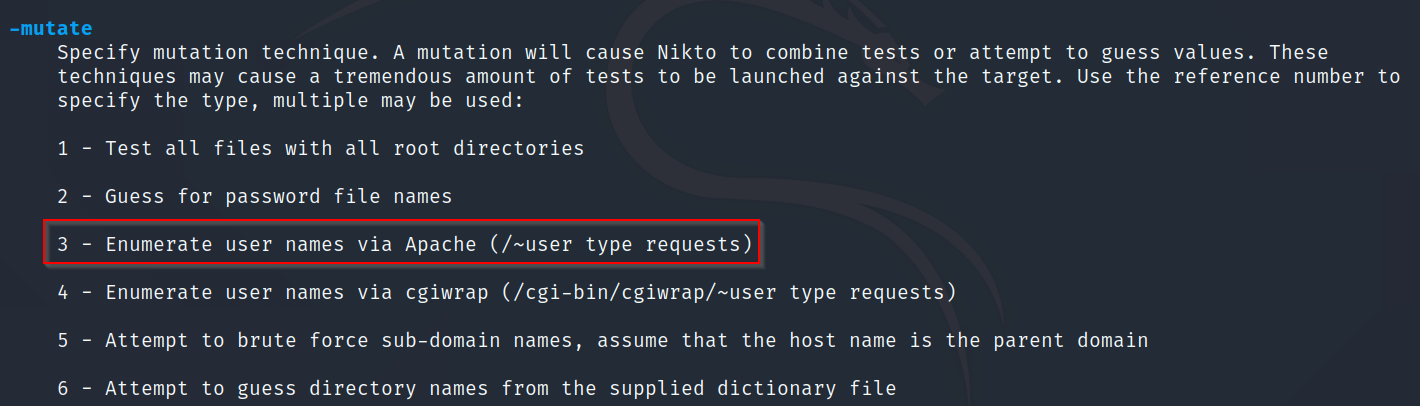 -mutate
Specify mutation technique. A mutation will cause Nikto to combine tests or attempt to guess values. These
techniques may cause a tremendous amount of tests to be launched against the target. Use the reference number to
specify the type, multiple may be used:
1 - Test all files with all root directories
2 - Guess for password file names
3 - Enumerate user names via Apache (/~user type requests)
4 - Enumerate user names via cgiwrap (/cgi-bin/cgiwrap/~user type requests)
5 - Attempt to brute force sub-domain names, assume that the host name is the parent domain
6 - Attempt to guess directory names from the supplied dictionary file